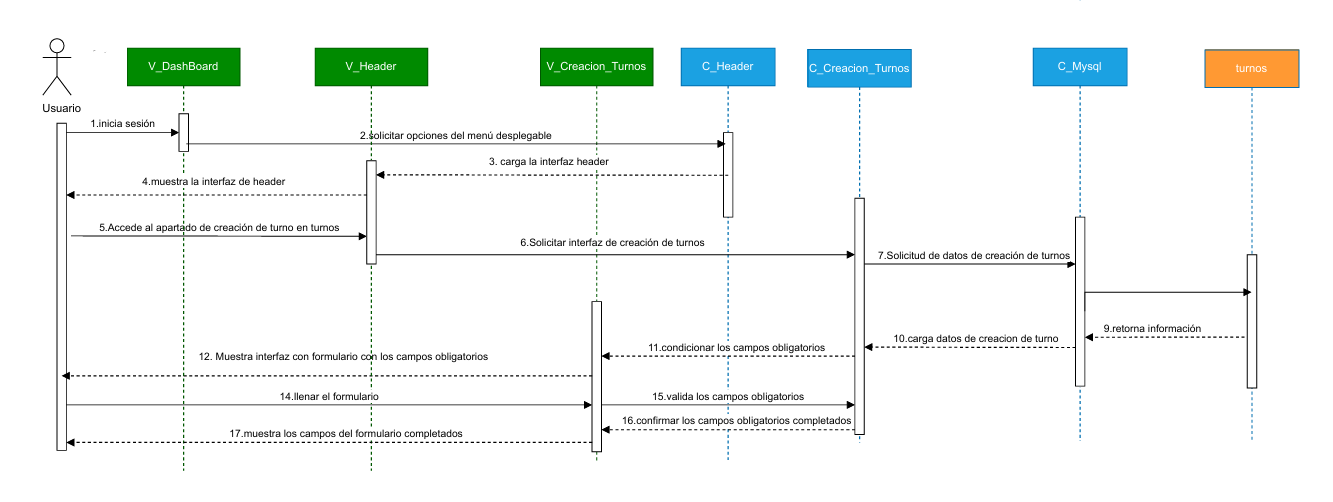 V_DashBoard
V_Header
V_Creacion_Turnos
C_Header
C_Creacion_Turnos
C_Mysql
turnos
Usuario
1.inicia sesión
2.solicitar opciones del menú desplegable
3. carga la interfaz header
4.muestra la interfaz de header
5.Accede al apartado de creación de turno en turnos
6.Solicitar interfaz de creación de turnos
7.Solicitud de datos de creación de turnos
9.retorna información
10.carga datos de creacion de turno
11.condicionar los campos obligatorios
12. Muestra interfaz con formulario con los campos obligatorios
14.llenar el formulario
15.valida los campos obligatorios
16.confirmar los campos obligatorios completados
17.muestra los campos del formulario completados